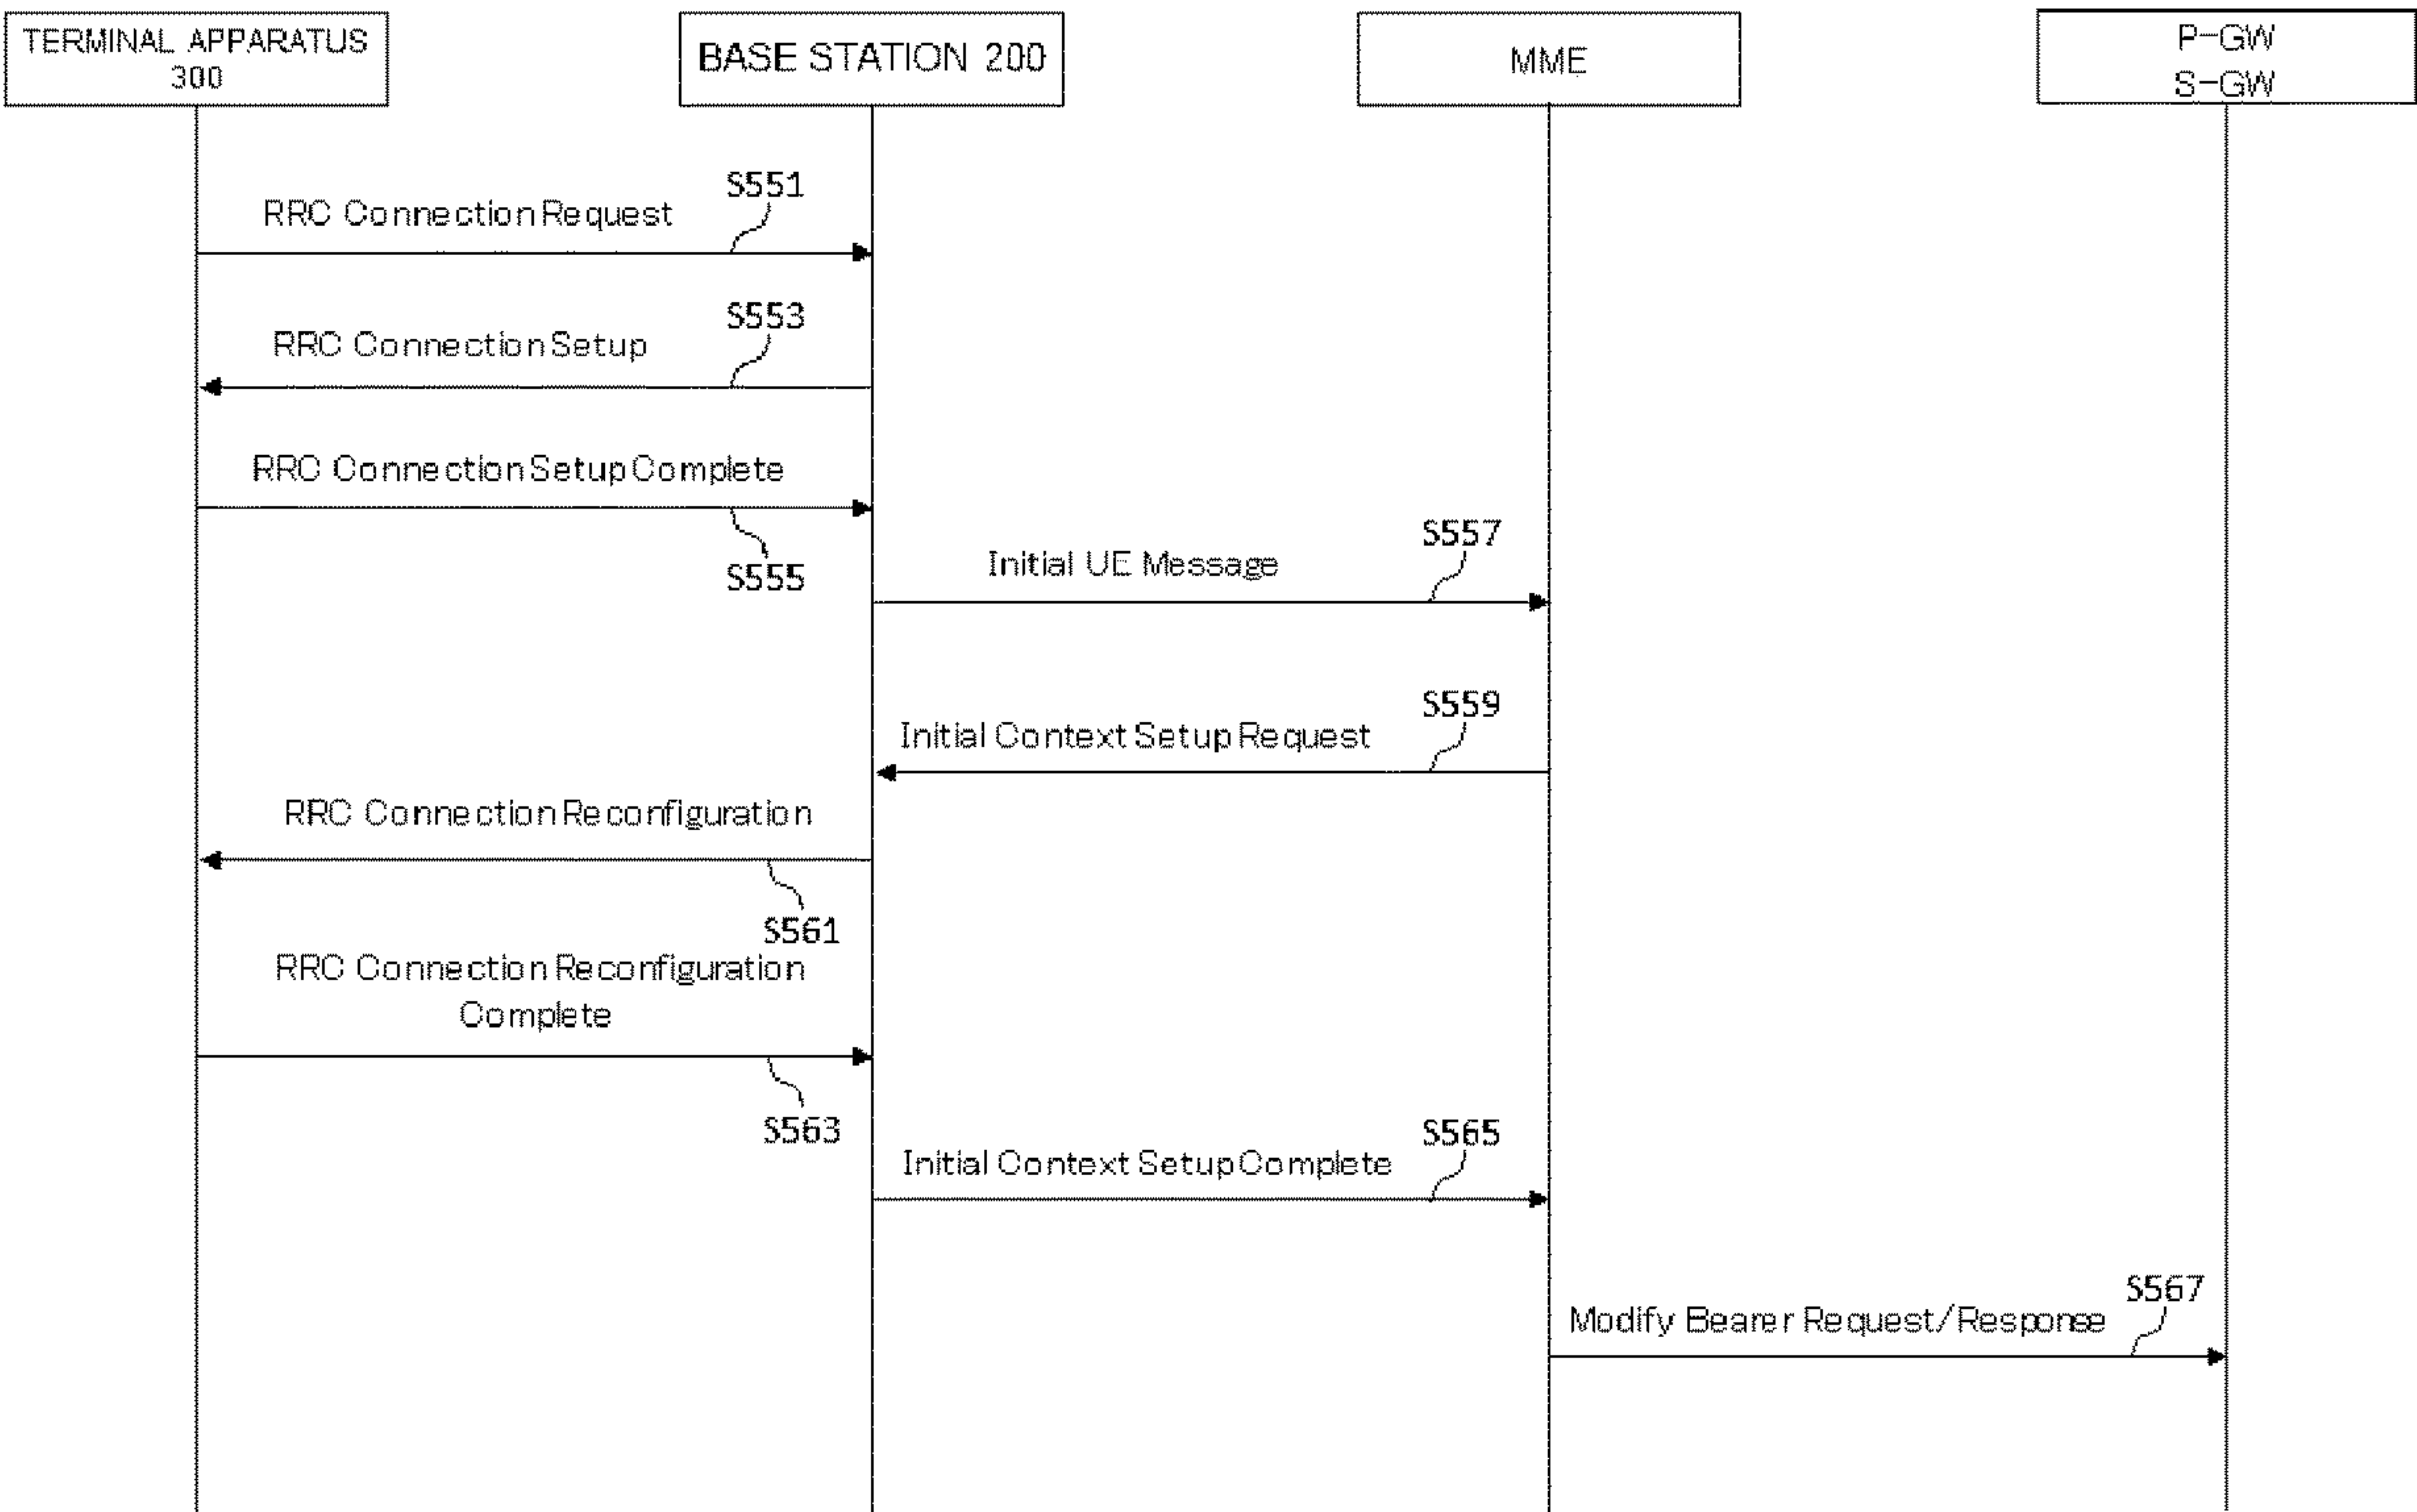 TERMINAL APPARATUS
300
BASE STATION 200
MME
P-GW
S-GW
S551
RRC Connection Request
S553
RRC Connection Setup
RRC Connection Setup Complete
S555
S557
Initial UE Message
S559
Initial Context Setup Request
RRC Connection Reconfiguration
S561
RRC Connection Reconfiguration
Complete
S563
S565
Initial Context Setup Complete
S567
Modify Bearer Request/Response